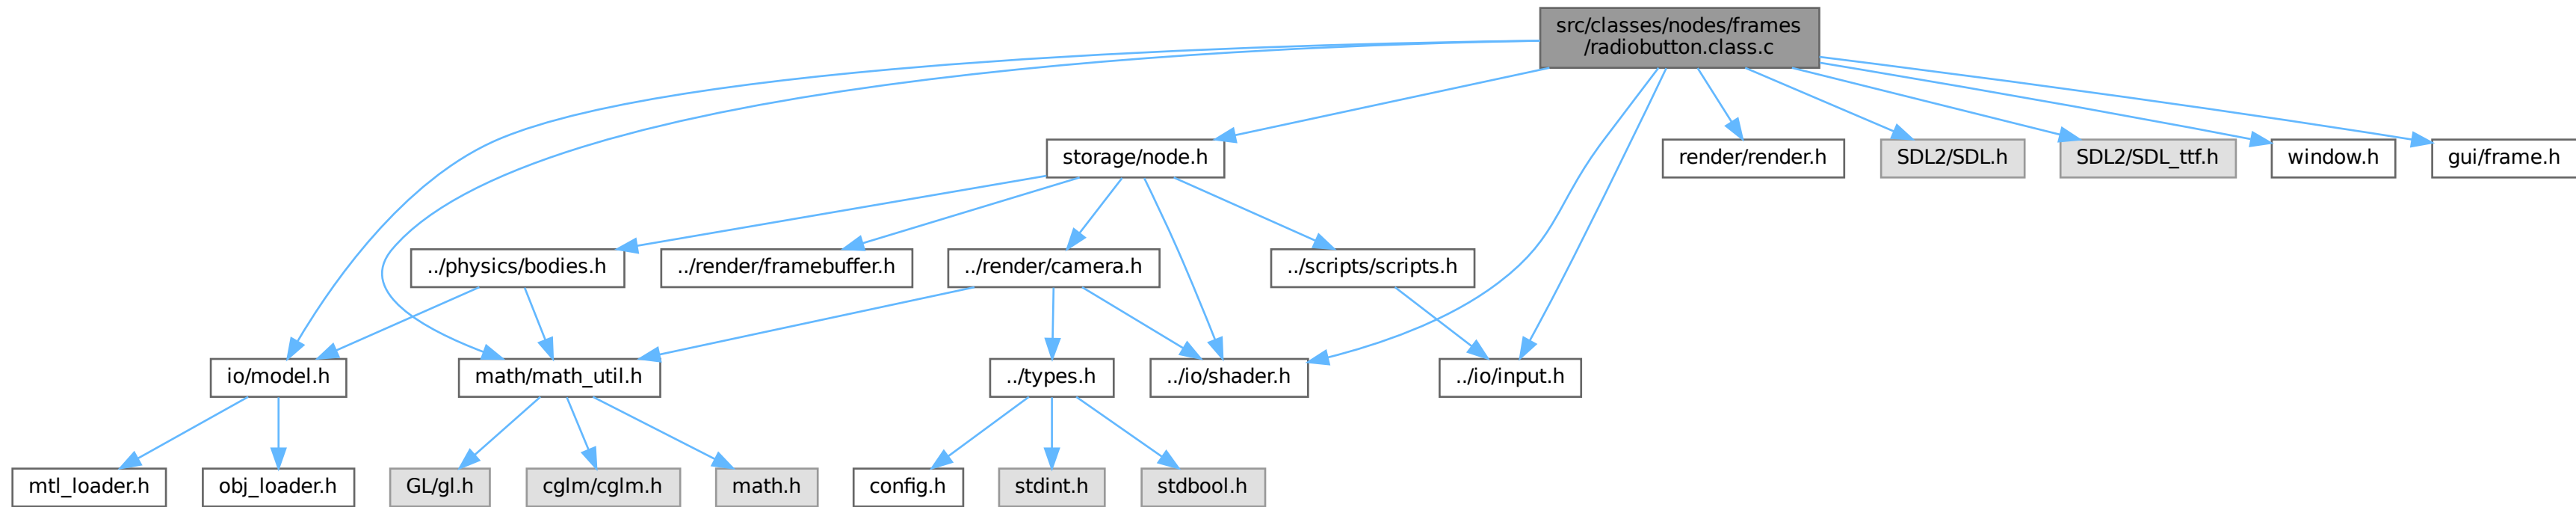 src/classes/nodes/frames
/radiobutton.class.c
storage/node.h
render/render.h
SDL2/SDL.h
SDL2/SDL_ttf.h
window.h
gui/frame.h
../physics/bodies.h
../render/framebuffer.h
../render/camera.h
../scripts/scripts.h
io/model.h
math/math_util.h
../types.h
../io/shader.h
../io/input.h
mtl_loader.h
obj_loader.h
GL/gl.h
cglm/cglm.h
math.h
config.h
stdint.h
stdbool.h